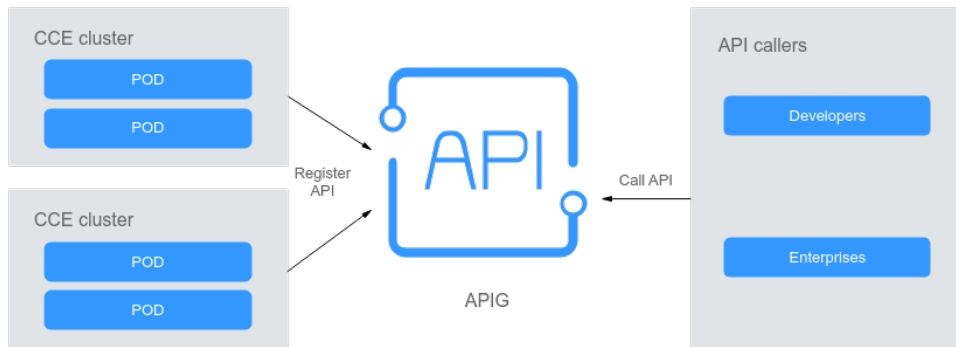 CCE cluster
POD
POD
CCE cluster
POD
POD
Register
API
API
APIG
Call API
API callers
Developers
Enterprises